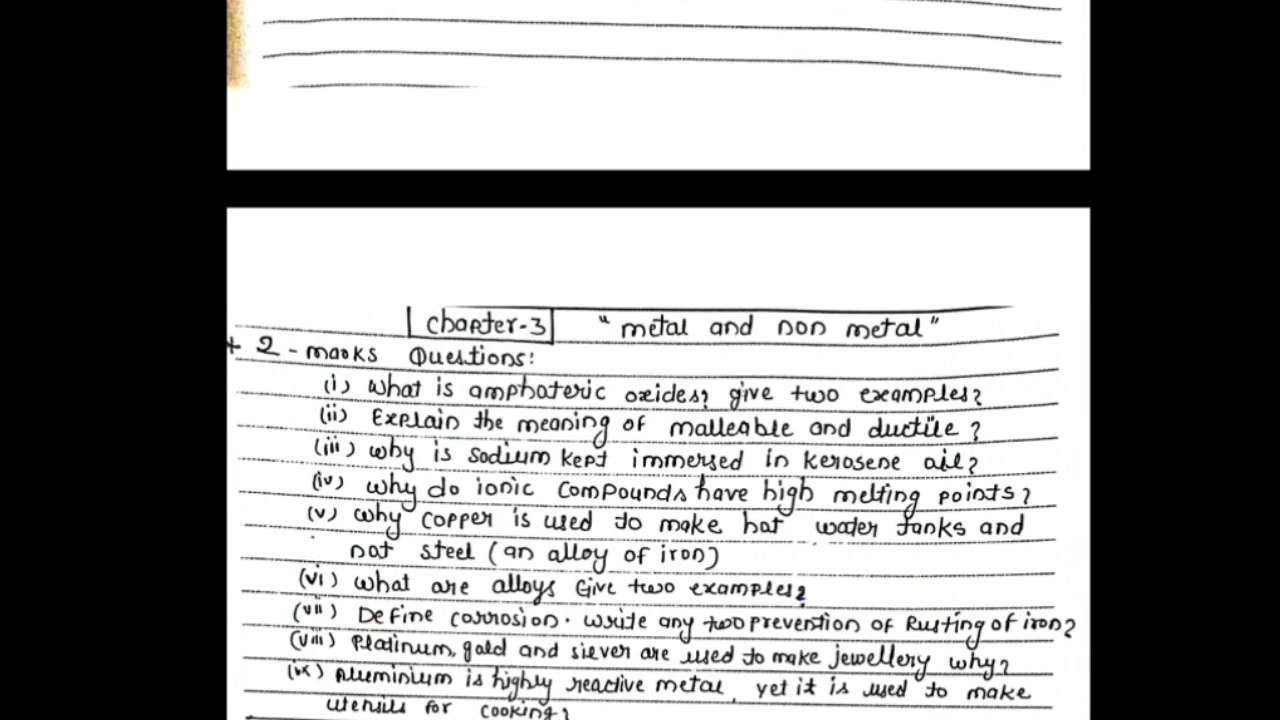 chapter-3 "metal and non metal"
+ 2 - marks Questions:
(i) what is amphoteric oxides? give two examples?
(ii) Explain the meaning of malleable and ductile ?
(iii) why is sodium kept immersed in kerosene oil?
(iv) why do ionic compounds have high melting points?
(v) why copper is used to make hot water tanks and
not steel (an alloy of iron)
(vi) what are alloys Give two examples?
(vii) Define corrosion. write any two prevention of Rusting of iron?
(viii) Platinum, gold and siever are used to make jewellery why?
(ix) Aluminium is highly reactive metal, yet it is used to make
utensils for cooking?